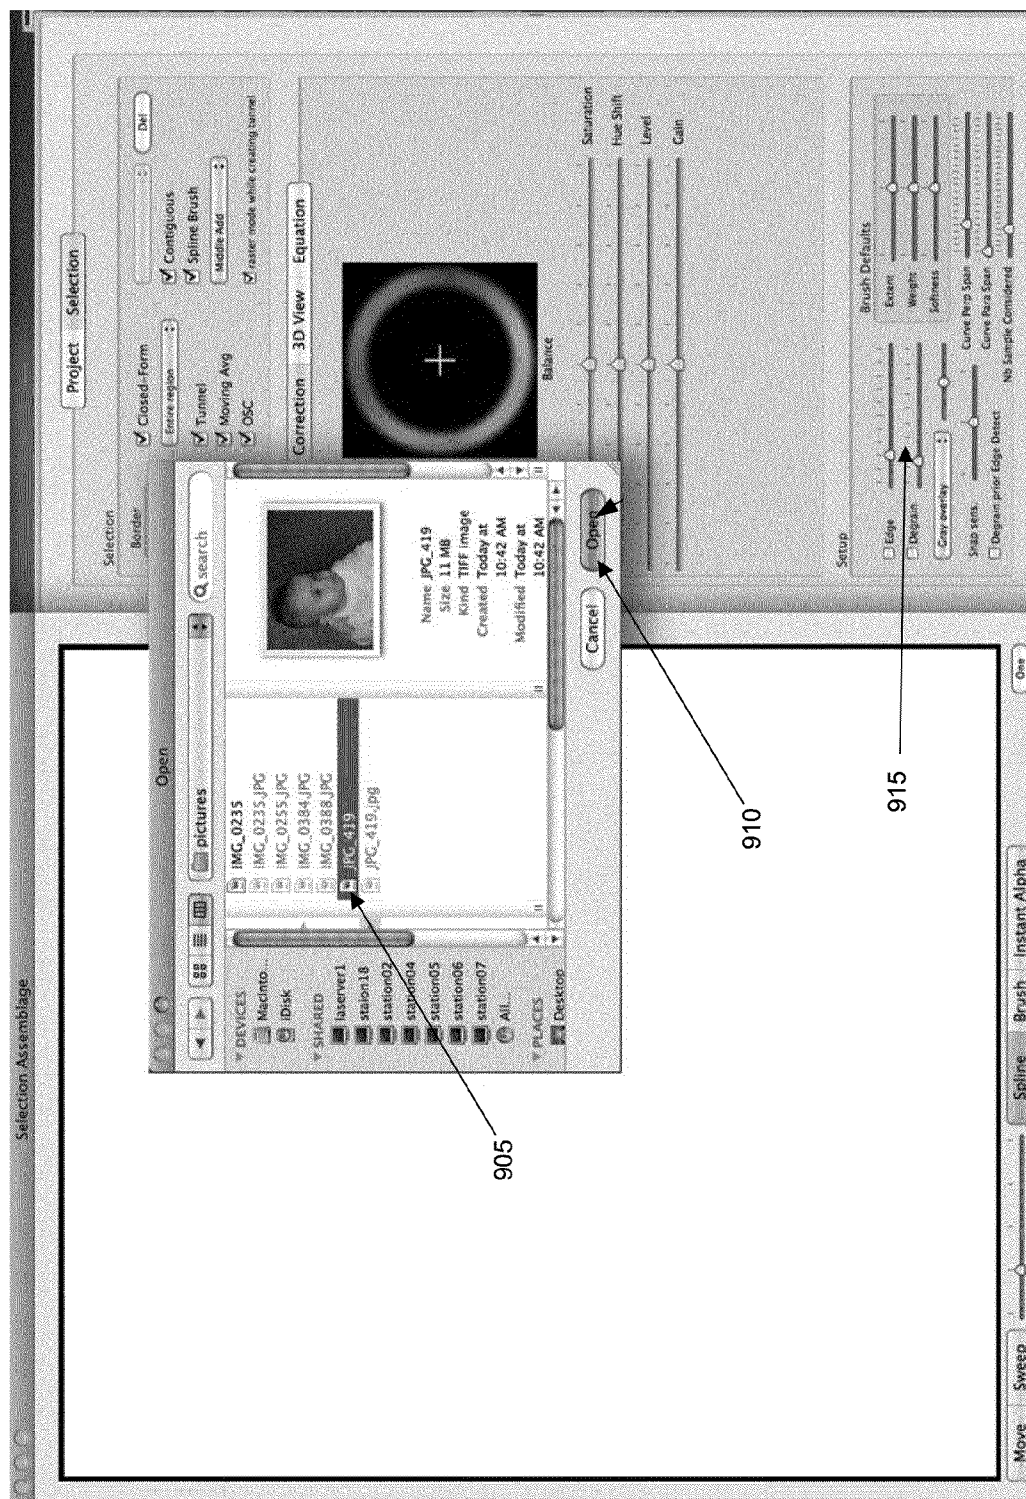 Selection Assemblage
Open
pictures
search
DEVICES
Macinto...
iDisk
SHARED
laserver1
staion18
station02
station04
station05
station06
station07
All...
PLACES
Desktop
IMG_0235
IMG_0235.JPG
IMG_0255.JPG
IMG_0384.JPG
IMG_0388.JPG
JPG_419
JPG_419.jpg
Name JPG_419
Size 11 MB
Kind TIFF image
Created Today at
10:42 AM
Modified Today at
10:42 AM
Cancel
Open
Project Selection
Selection
Border
Closed-Form
Entire region
Tunnel
Moving Avg
OSC
Del
Contiguous
Spline Brush
Middle Add
Faster mode while creating tunnel
Correction 3D View Equation
Balance
Saturation
Hue Shift
Level
Gain
Setup
Edge
Degrain
Gray overlay
Snap sens.
Degrain prior Edge Detect
Brush Defaults
Extent
Weight
Softness
Curve Perp Span
Curve Para Span
Nb Sample Considered
905
910
915
Move Sweep
Spline Brush Instant Alpha
One